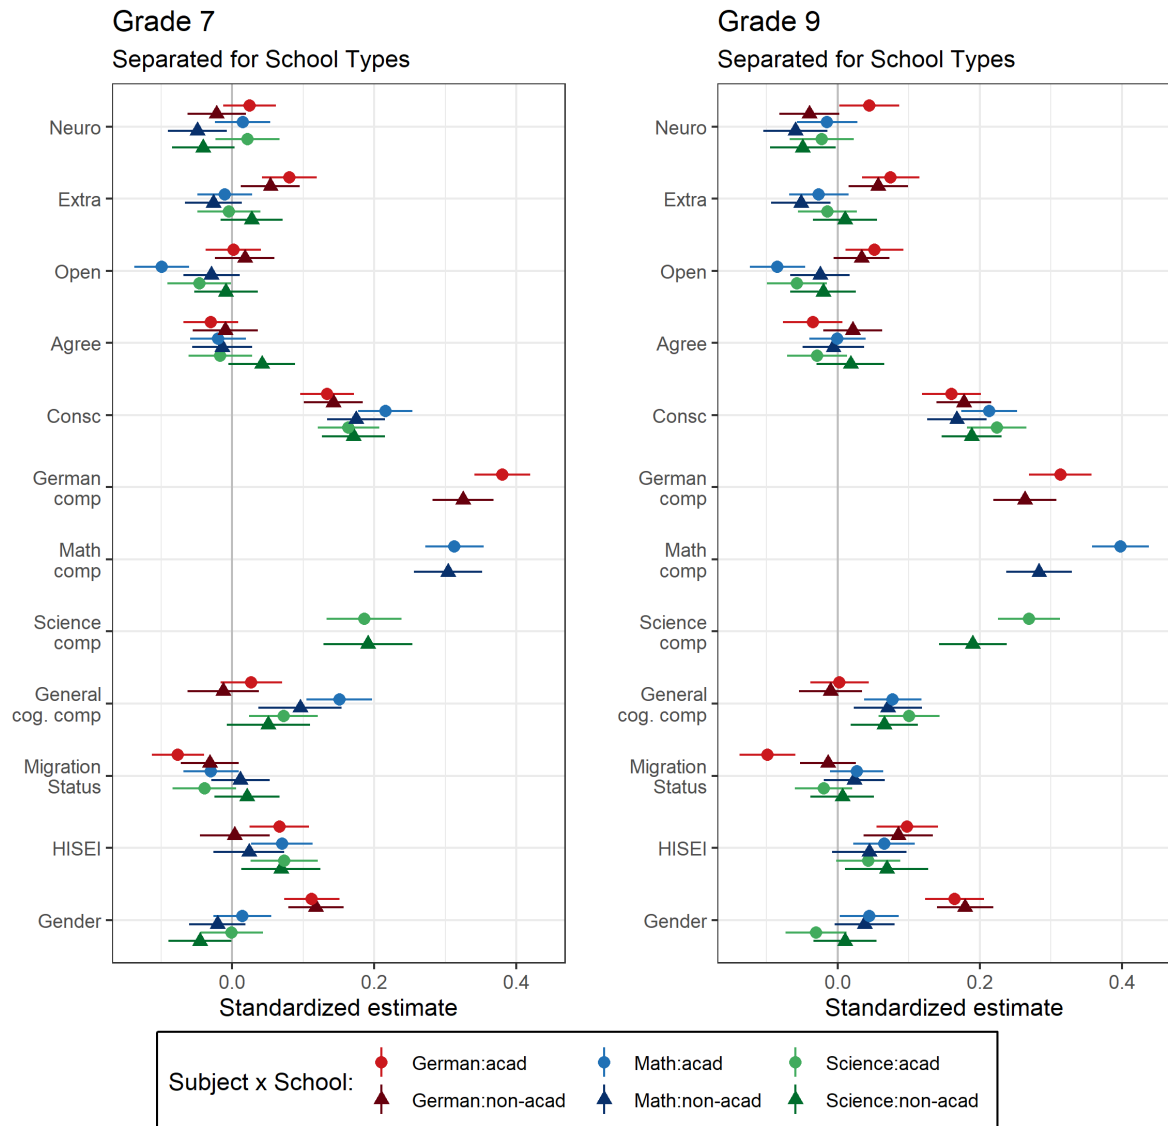 Grade 7
Separated for School Types
Neuro
Extra
Open
Agree
Consc
German
comp
Math
comp
Science
comp
General
cog. comp
Migration
Status
HISEI
Gender
0.0 0.2 0.4
Standardized estimate
Grade 9
Separated for School Types
Neuro
Extra
Open
Agree
Consc
German
comp
Math
comp
Science
comp
General
cog. comp
Migration
Status
HISEI
Gender
0.0 0.2 0.4
Standardized estimate
Subject x School:
German:acad Math:acad Science:acad
German:non-acad Math:non-acad Science:non-acad